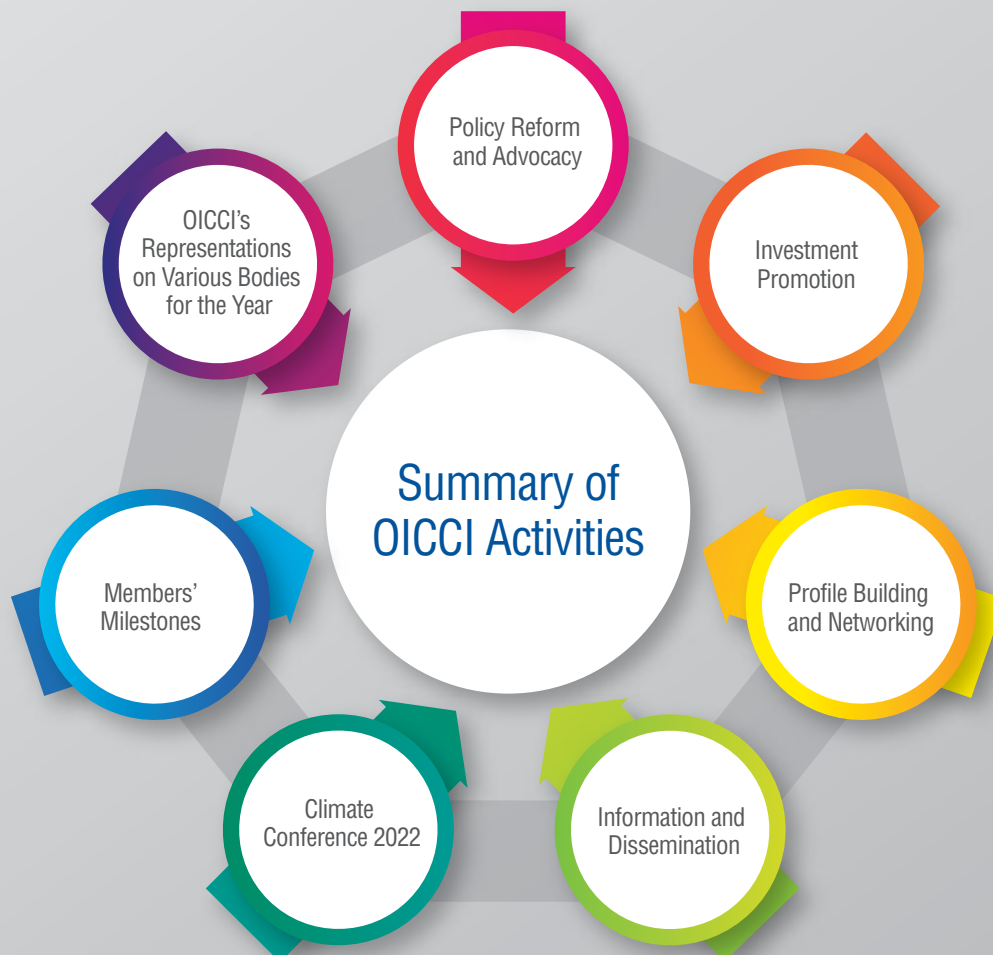 Policy Reform
and Advocacy
Investment
Promotion
Profile Building
and Networking
Information and
Dissemination
Climate
Conference 2022
Members’
Milestones
OICCI’s
Representations
on Various Bodies
for the Year
Summary of
OICCI Activities